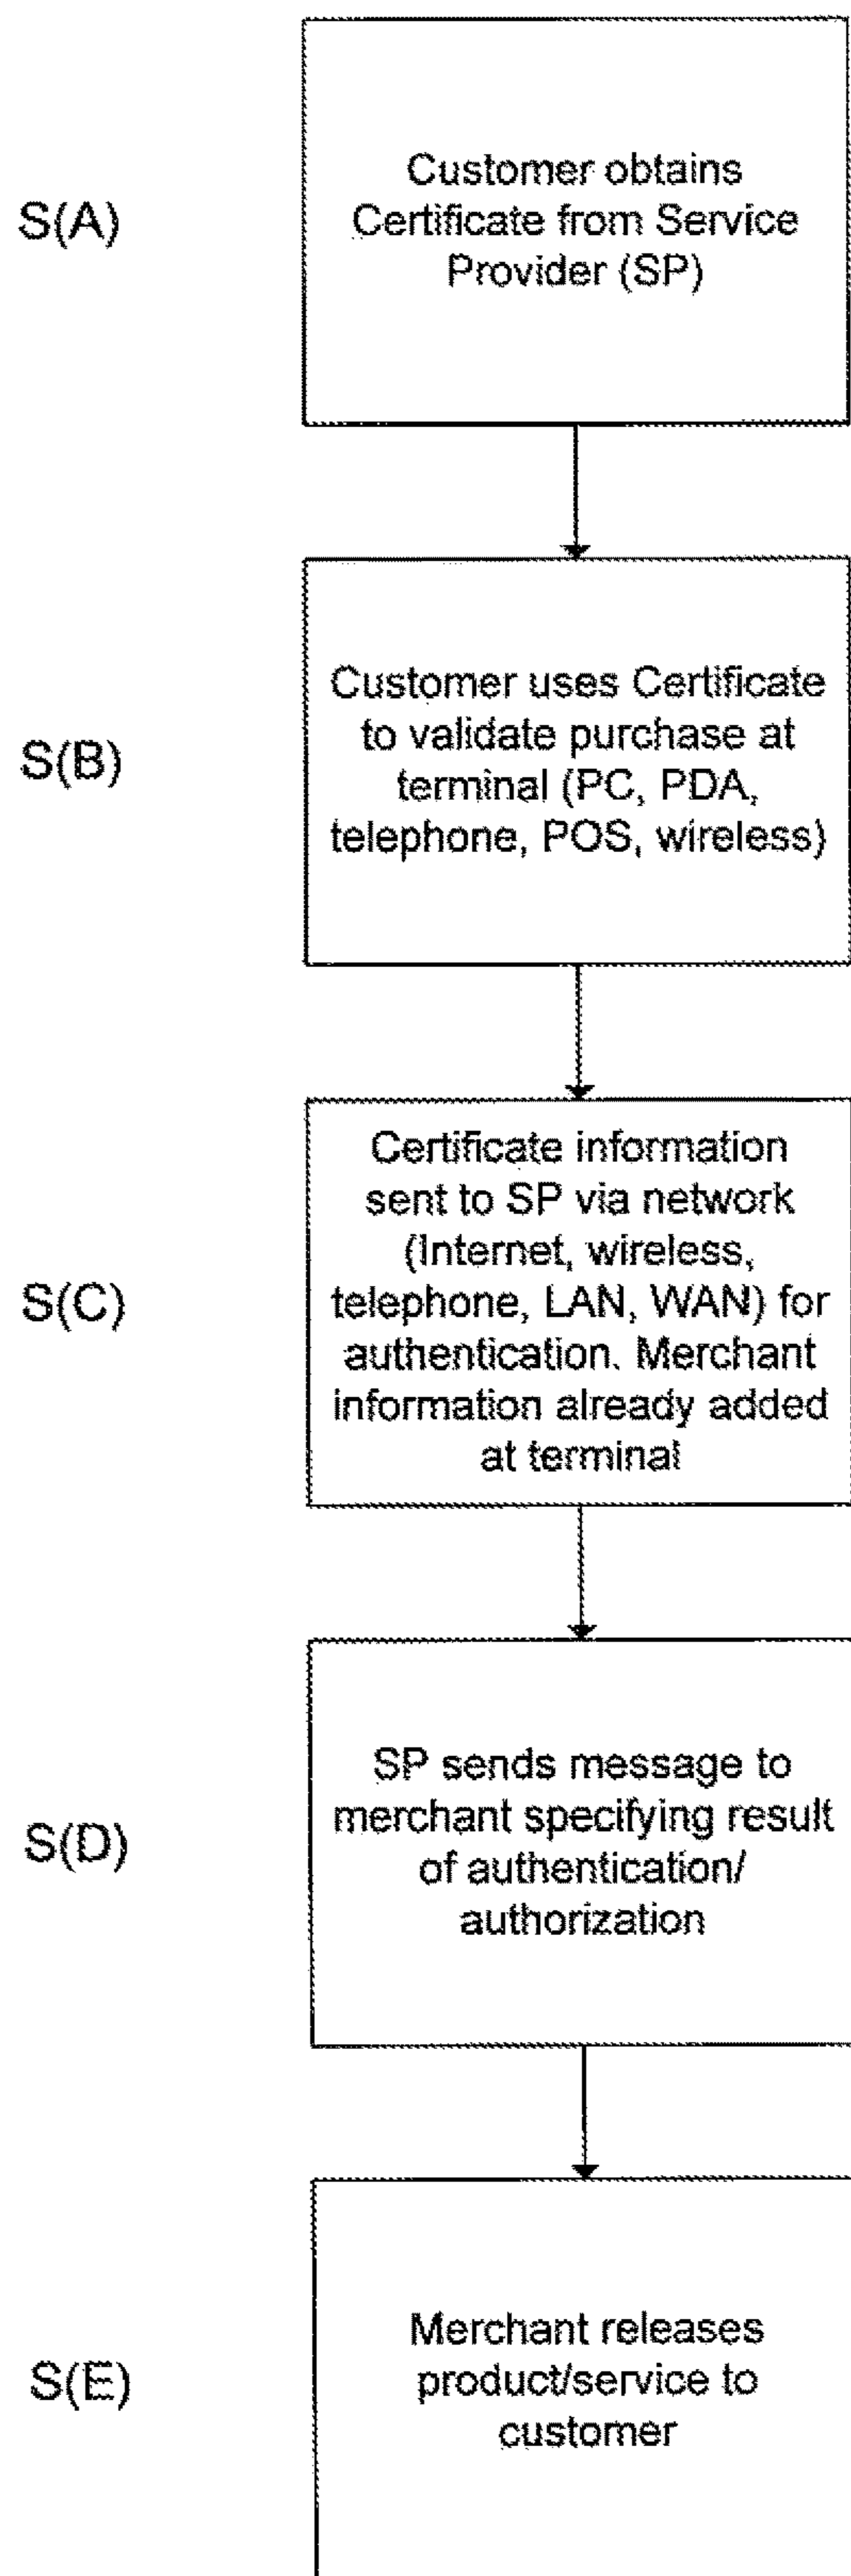 S(A)
Customer obtains
Certificate from Service
Provider (SP)
S(B)
Customer uses Certificate
to validate purchase at
terminal (PC, PDA,
telephone, POS, wireless)
S(C)
Certificate information
sent to SP via network
(Internet, wireless,
telephone, LAN, WAN) for
authentication. Merchant
information already added
at terminal
S(D)
SP sends message to
merchant specifying result
of authentication/
authorization
S(E)
Merchant releases
product/service to
customer